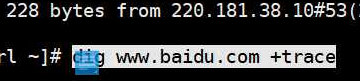 228 bytes from 220.181.38.10#53(
rl ~]# dig www.baidu.com +trace